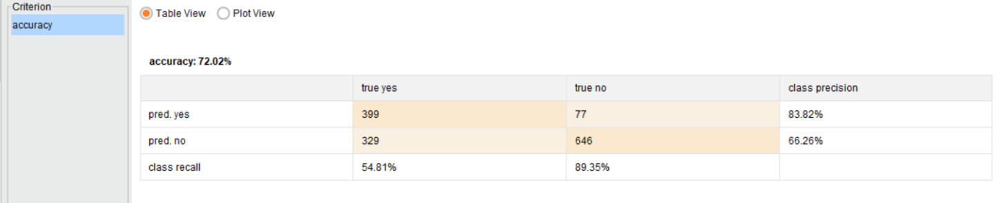 Criterion
accuracy
Table View Plot View
accuracy: 72.02%
true yes true no class precision
pred. yes 399 77 83.82%
pred. no 329 646 66.26%
class recall 54.81% 89.35%